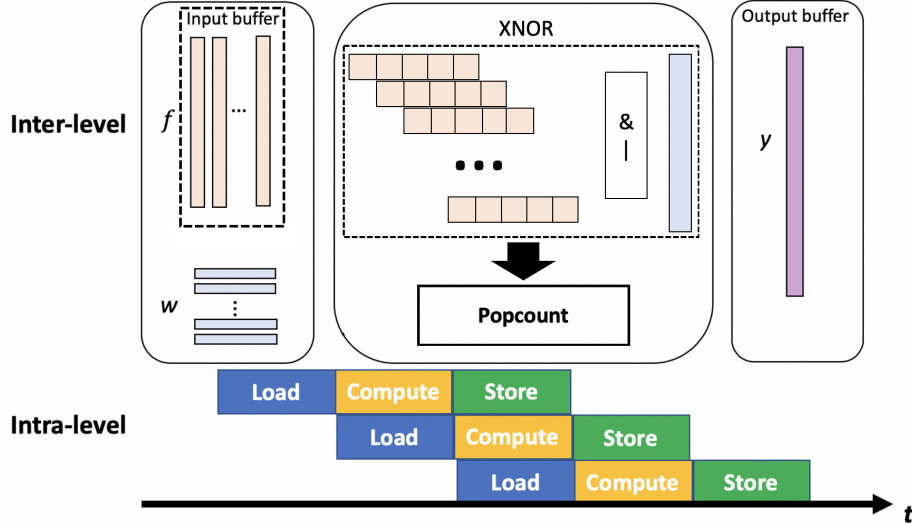 Input buffer
XNOR
Output buffer
Inter-level
f
...
&
|
y
...
w
...
Popcount
Load Compute Store
Intra-level
Load Compute Store
Load Compute Store
t